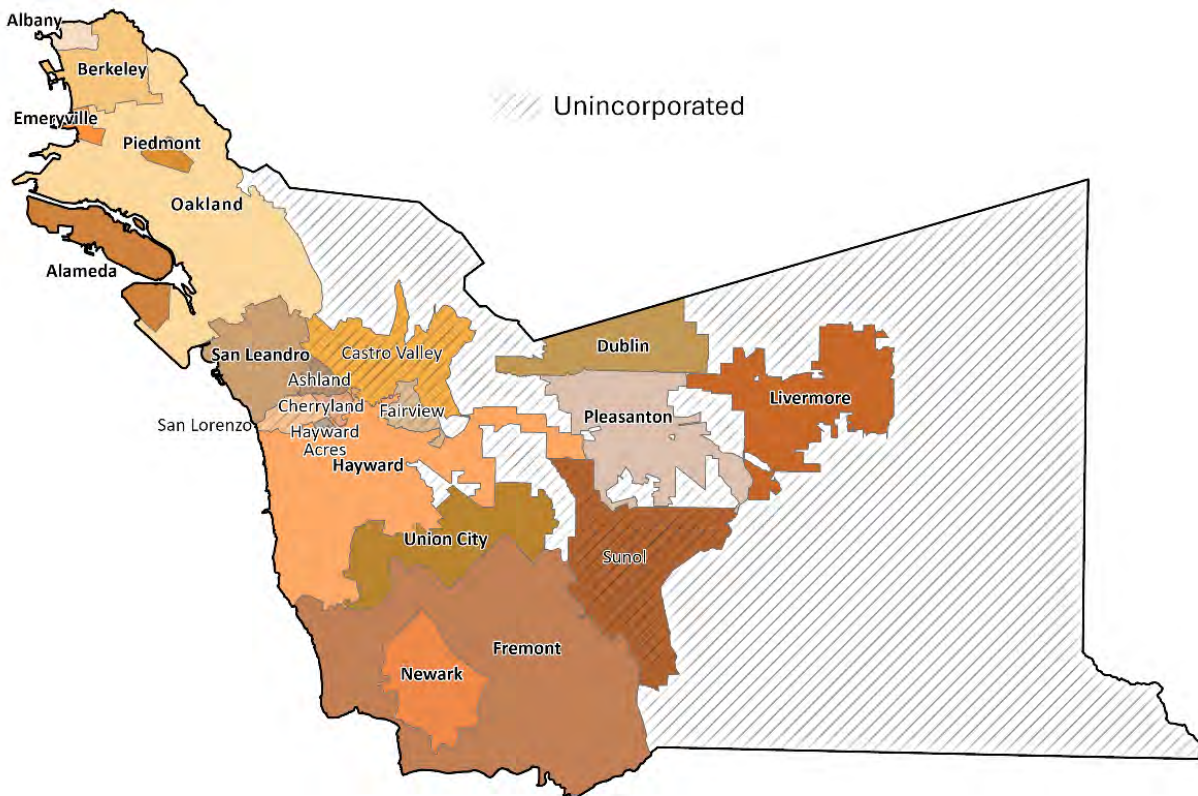 Albany
Berkeley
Unincorporated
Emeryville
Piedmont
Oakland
Alameda
San Leandro
Castro Valley
Dublin
Ashland
Livermore
Cherryland
Fairview
Pleasanton
San Lorenzo
Hayward
Acres
Hayward
Union City
Sunol
Fremont
Newark